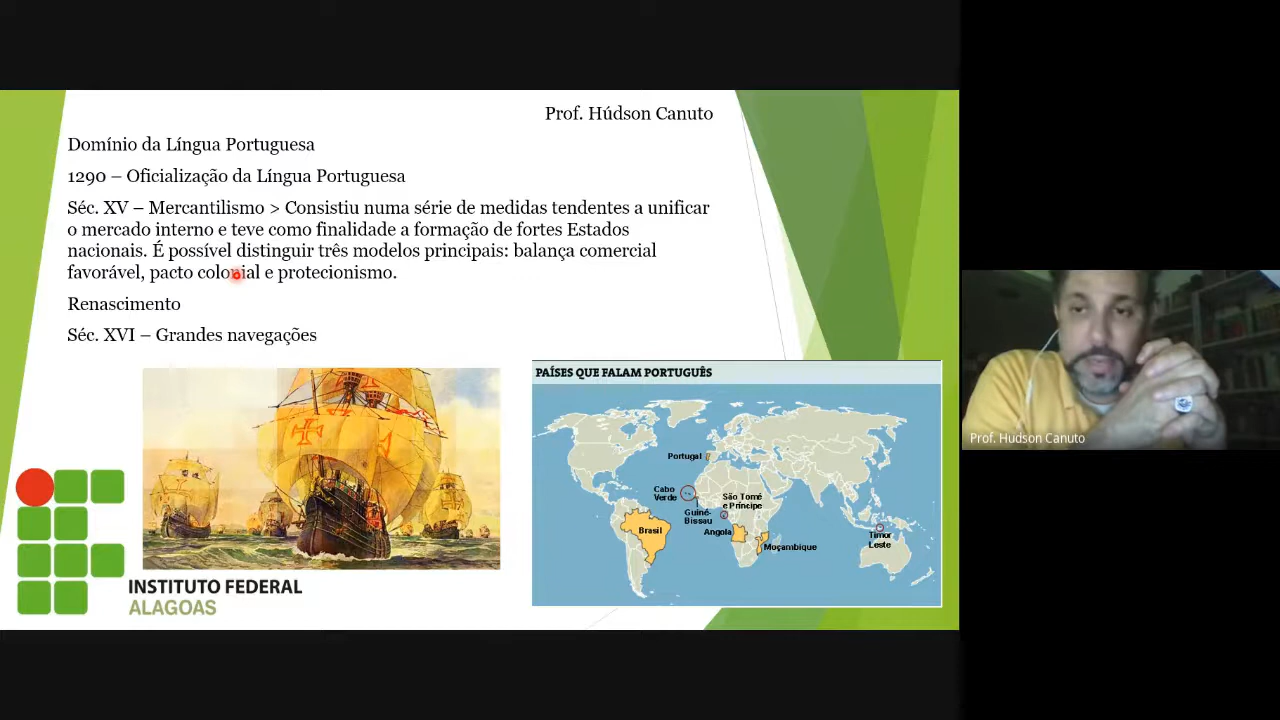 Prof. Húdson Canuto
Domínio da Língua Portuguesa
1290 – Oficialização da Língua Portuguesa
Séc. XV – Mercantilismo > Consistiu numa série de medidas tendentes a unificar
o mercado interno e teve como finalidade a formação de fortes Estados
nacionais. É possível distinguir três modelos principais: balança comercial
favorável, pacto colonial e protecionismo.
Renascimento
Séc. XVI – Grandes navegações
PAÍSES QUE FALAM PORTUGUÊS
Portugal
Cabo
Verde
São Tomé
e Príncipe
Guiné-
Bissau
Brasil
Angola
Moçambique
Timor
Leste
INSTITUTO FEDERAL
ALAGOAS
Prof. Hudson Canuto